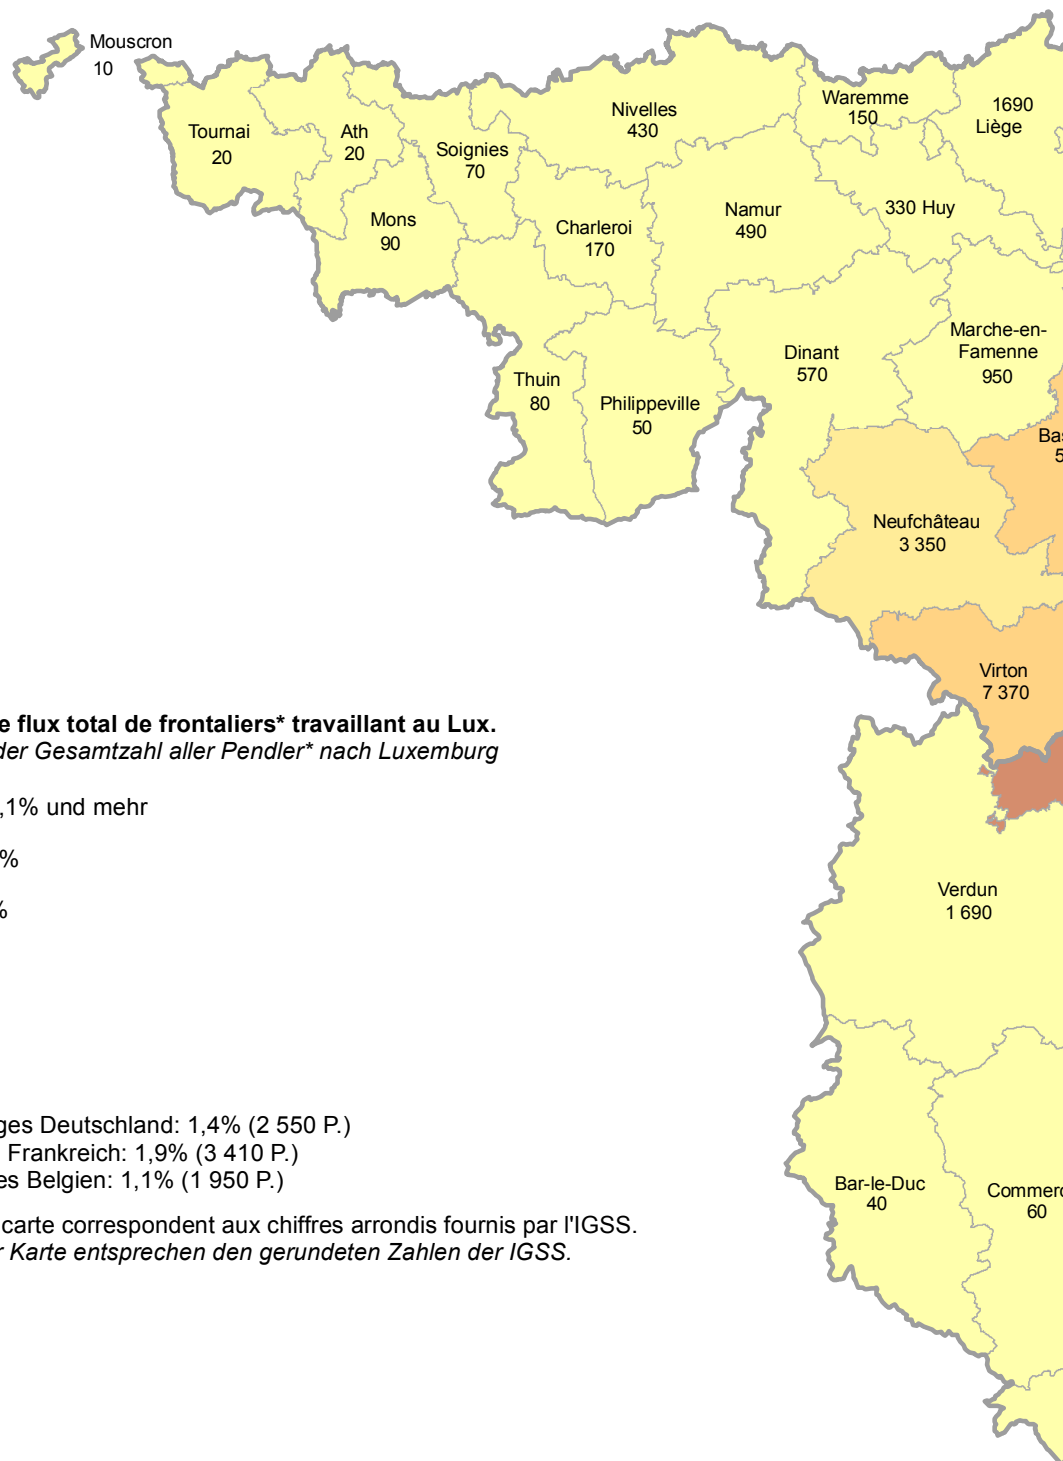 Mouscron
10
Tournai
20
Ath
20
Soignies
70
Nivelles
430
Waremme
150
1690
Liège
Mons
90
Charleroi
170
Namur
490
330 Huy
Thuin
80
Philippeville
50
Dinant
570
Marche-en-
Famenne
950
Bas
5
Neufchâteau
3 350
Virton
7 370
e flux total de frontaliers* travaillant au Lux.
der Gesamtzahl aller Pendler* nach Luxemburg
,1% und mehr
%
%
Verdun
1 690
ges Deutschland: 1,4% (2 550 P.)
Frankreich: 1,9% (3 410 P.)
es Belgien: 1,1% (1 950 P.)
Bar-le-Duc
40
Commerc
60
carte correspondent aux chiffres arrondis fournis par l'IGSS.
r Karte entsprechen den gerundeten Zahlen der IGSS.